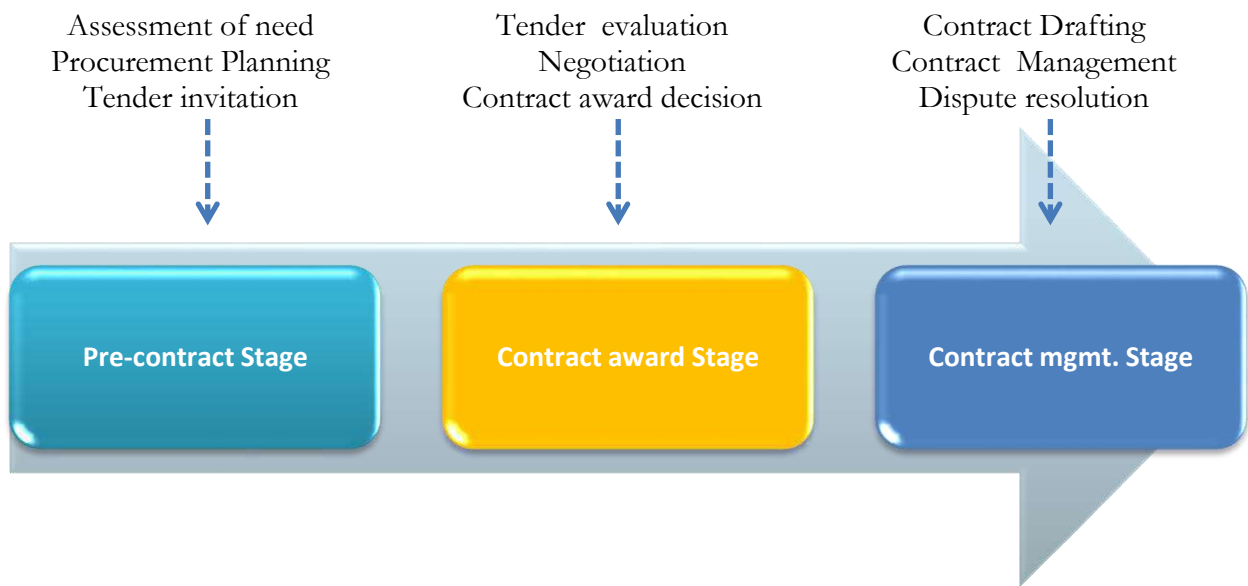 Assessment of need
Procurement Planning
Tender invitation
Tender evaluation
Negotiation
Contract award decision
Contract Drafting
Contract Management
Dispute resolution
Pre-contract Stage
Contract award Stage
Contract mgmt. Stage